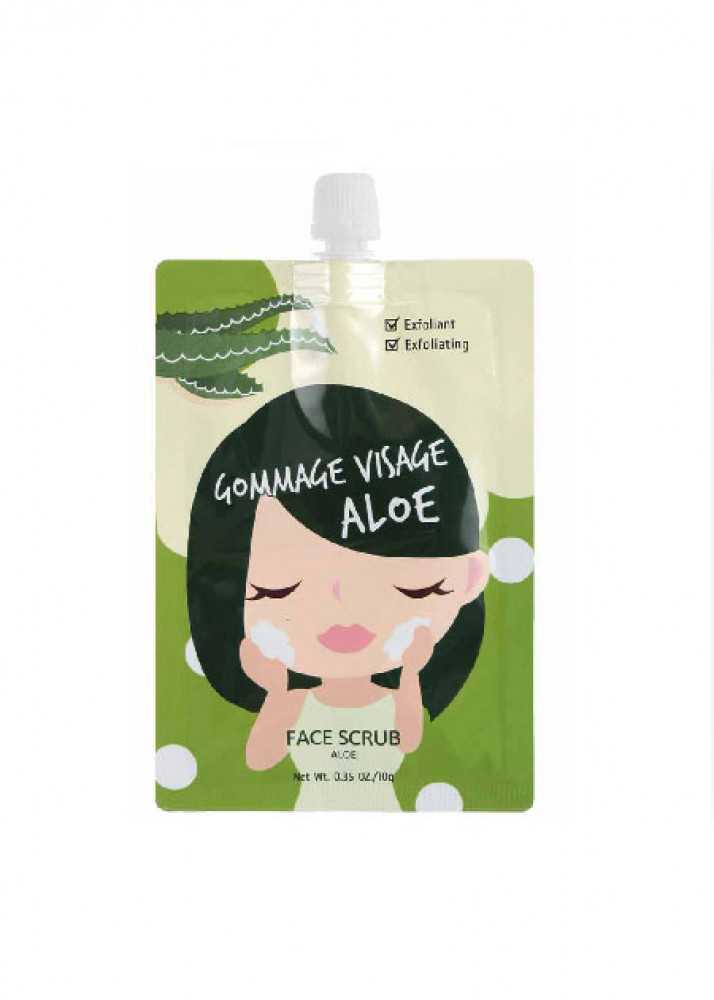 Exfoliant
Exfoliating
GOMMAGE VISAGE
ALOE
FACE SCRUB
ALOE
Net Wt. 0.35 OZ./10g